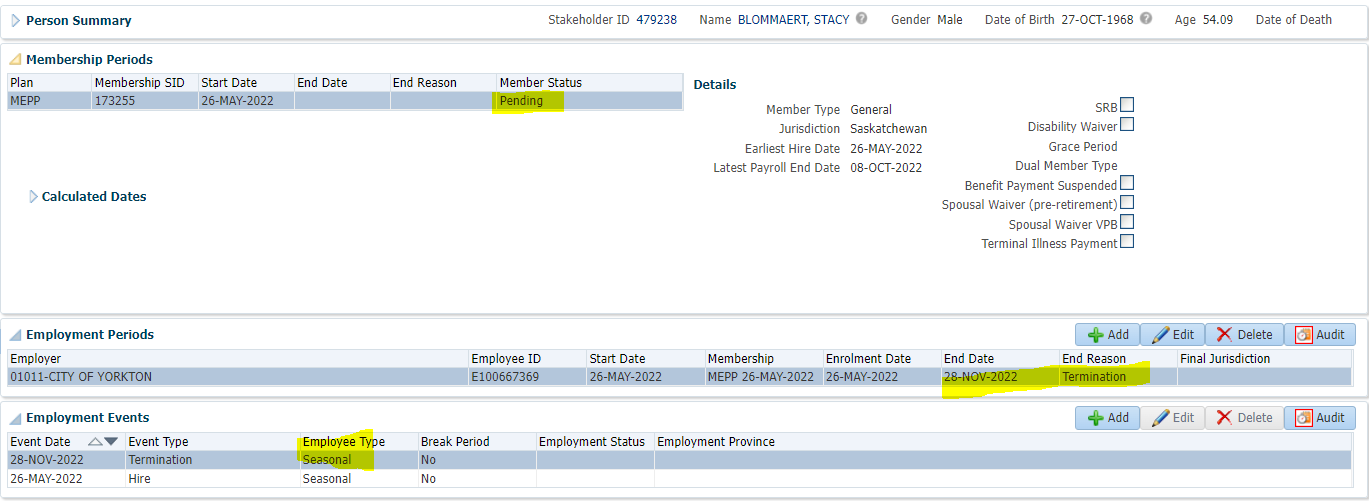 Person Summary Stakeholder ID 479238 Name BLOMMAERT, STACY Gender Male Date of Birth 27-OCT-1968 Age 54.09 Date of Death
Membership Periods
Plan Membership SID Start Date End Date End Reason Member Status
MEPP 173255 26-MAY-2022 Pending
Details
Member Type General
Jurisdiction Saskatchewan
Earliest Hire Date 26-MAY-2022
Latest Payroll End Date 08-OCT-2022
SRB
Disability Waiver
Grace Period
Dual Member Type
Benefit Payment Suspended
Spousal Waiver (pre-retirement)
Spousal Waiver VPB
Terminal Illness Payment
Calculated Dates
Employment Periods Add Edit Delete Audit
Employer Employee ID Start Date Membership Enrolment Date End Date End Reason Final Jurisdiction
01011-CITY OF YORKTON E100667369 26-MAY-2022 MEPP 26-MAY-2022 26-MAY-2022 28-NOV-2022 Termination
Employment Events Add Edit Delete Audit
Event Date Event Type Employee Type Break Period Employment Status Employment Province
28-NOV-2022 Termination Seasonal No
26-MAY-2022 Hire Seasonal No